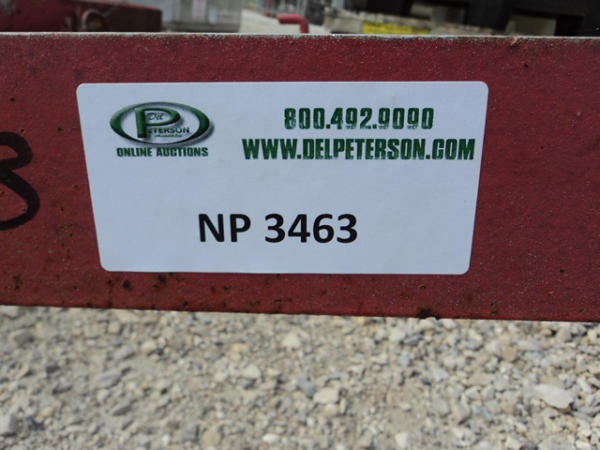 Del
PETERSON
ONLINE AUCTIONS
800.492.9090
WWW.DELPETERSON.COM
NP 3463